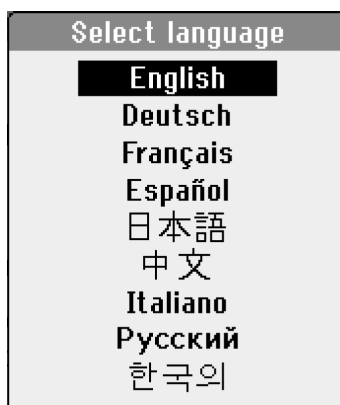 Select language
English
Deutsch
Français
Español
日本語
中文
Italiano
Русский
한국의